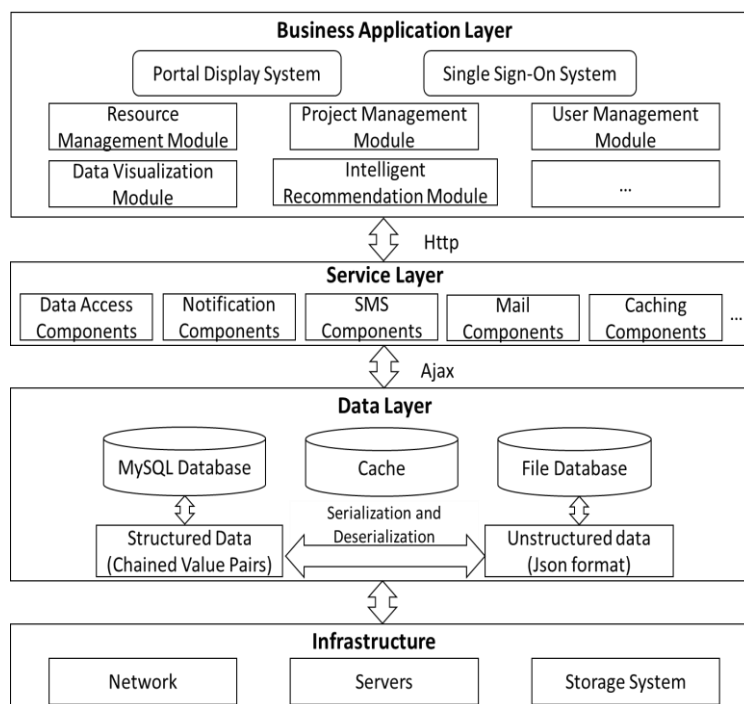 Business Application Layer
Portal Display System
Single Sign-On System
Resource
Management Module
Project Management
Module
User Management
Module
Data Visualization
Module
Intelligent
Recommendation Module
...
Http
Service Layer
Data Access
Components
Notification
Components
SMS
Components
Mail
Components
Caching
Components
...
Ajax
Data Layer
MySQL Database
Cache
File Database
Serialization and
Deserialization
Structured Data
(Chained Value Pairs)
Unstructured data
(Json format)
Infrastructure
Network
Servers
Storage System